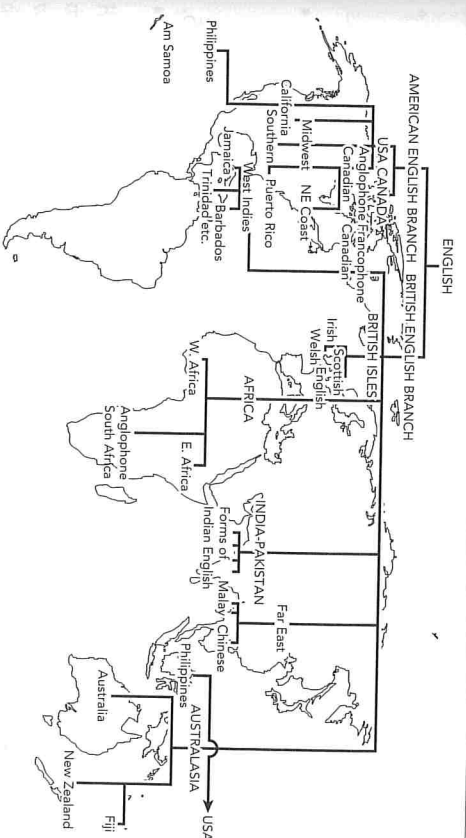 ENGLISH
AMERICAN ENGLISH BRANCH
BRITISH ENGLISH BRANCH
USA
CANADA
Anglophone
Canadian
Francophone
Canadian
California
Midwest
Southern
NE Coast
Puerto Rico
Philippines
Am Samoa
West Indies
Jamaica
Barbados
Trinidad etc.
BRITISH ISLES
Irish
Scottish
Welsh
English
AFRICA
W. Africa
E. Africa
Anglophone
South Africa
INDIA-PAKISTAN
Forms of
Indian English
Far East
Malay
Chinese
Philippines
USA
AUSTRALASIA
Australia
New Zealand
Fiji